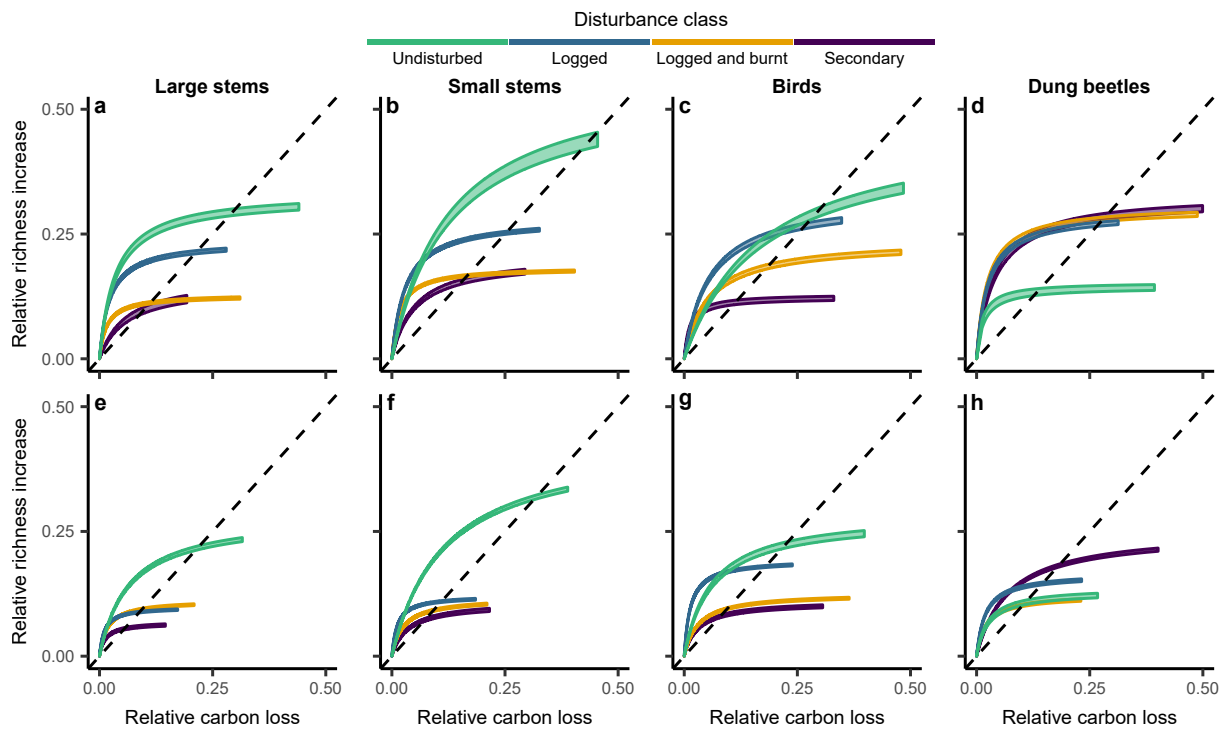 Disturbance class
Undisturbed Logged Logged and burnt Secondary
Large stems Small stems Birds Dung beetles
a b c d
Relative richness increase
0.50
0.25
0.00
e f g h
Relative richness increase
0.50
0.25
0.00
0.00 0.25 0.50 0.00 0.25 0.50 0.00 0.25 0.50 0.00 0.25 0.50
Relative carbon loss Relative carbon loss Relative carbon loss Relative carbon loss